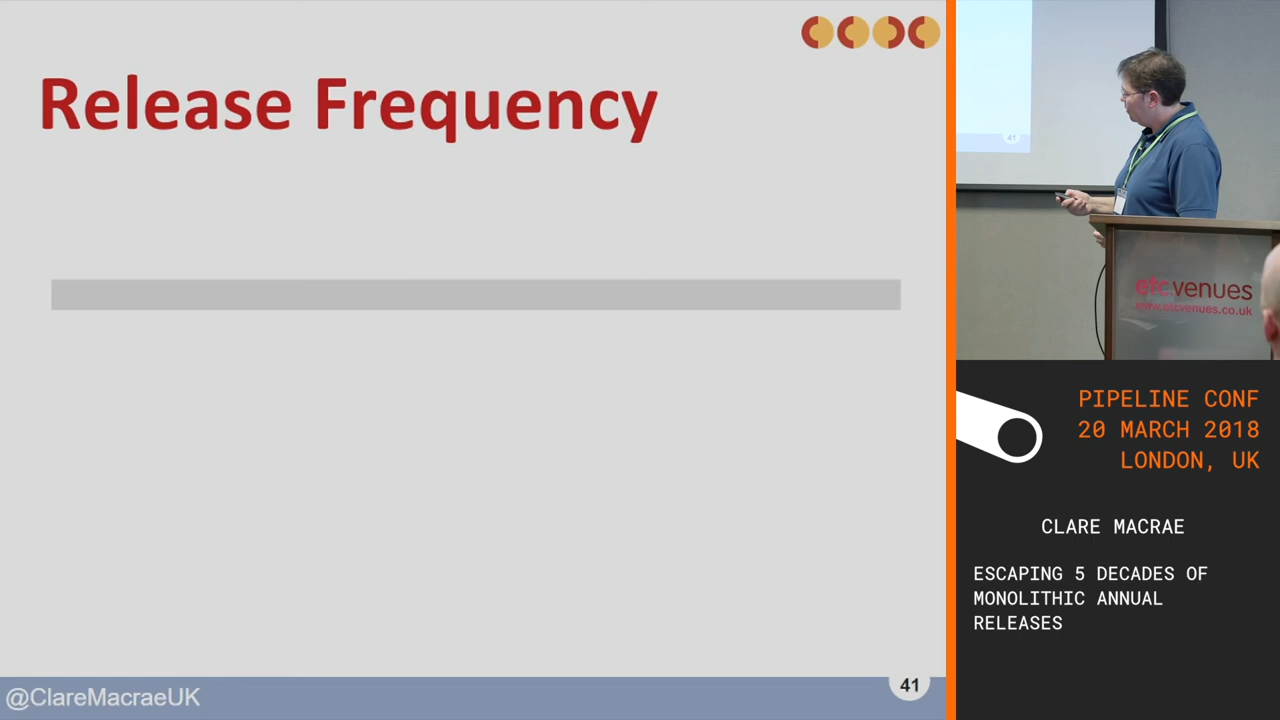 Release Frequency
@ClareMacraeUK
41
41
etc.venues
www.etcvenues.co.uk
PIPELINE CONF
20 MARCH 2018
LONDON, UK
CLARE MACRAE
ESCAPING 5 DECADES OF
MONOLITHIC ANNUAL
RELEASES